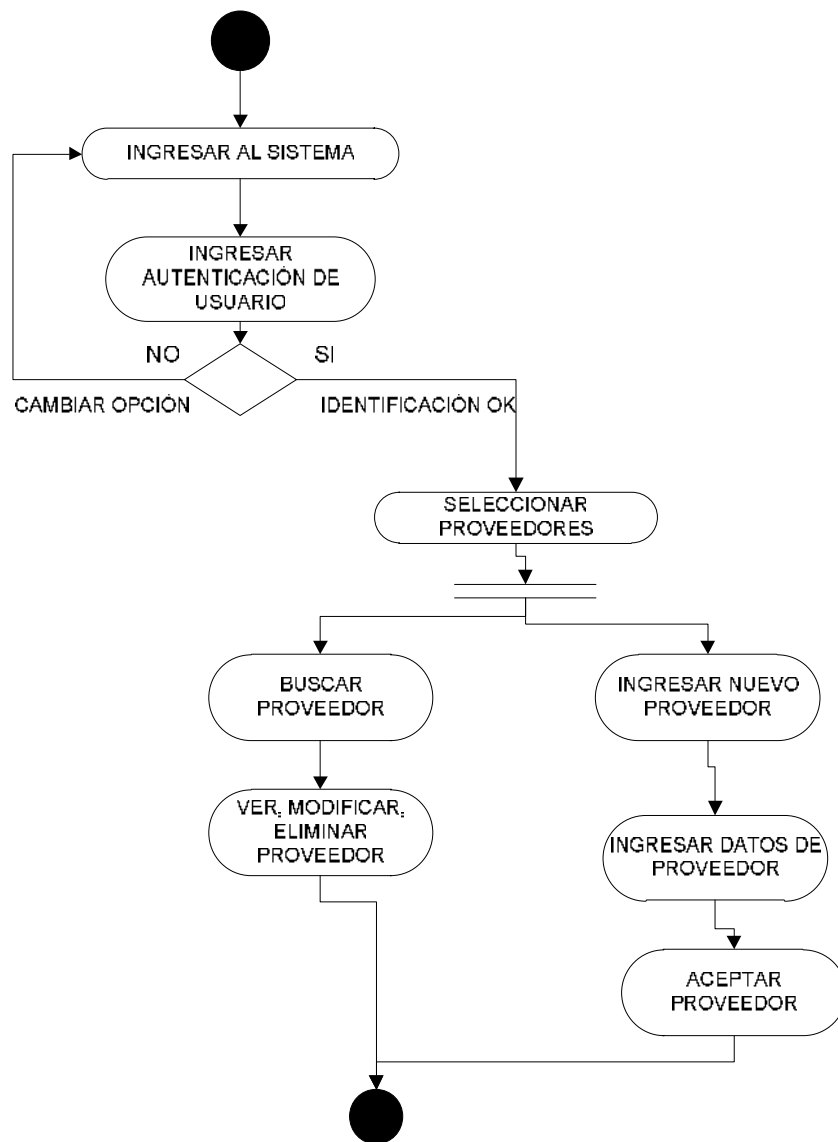 INGRESAR AL SISTEMA
INGRESAR
AUTENTICACIÓN DE
USUARIO
NO
SI
CAMBIAR OPCIÓN
IDENTIFICACIÓN OK
SELECCIONAR
PROVEEDORES
BUSCAR
PROVEEDOR
INGRESAR NUEVO
PROVEEDOR
VER, MODIFICAR,
ELIMINAR
PROVEEDOR
INGRESAR DATOS DE
PROVEEDOR
ACEPTAR
PROVEEDOR